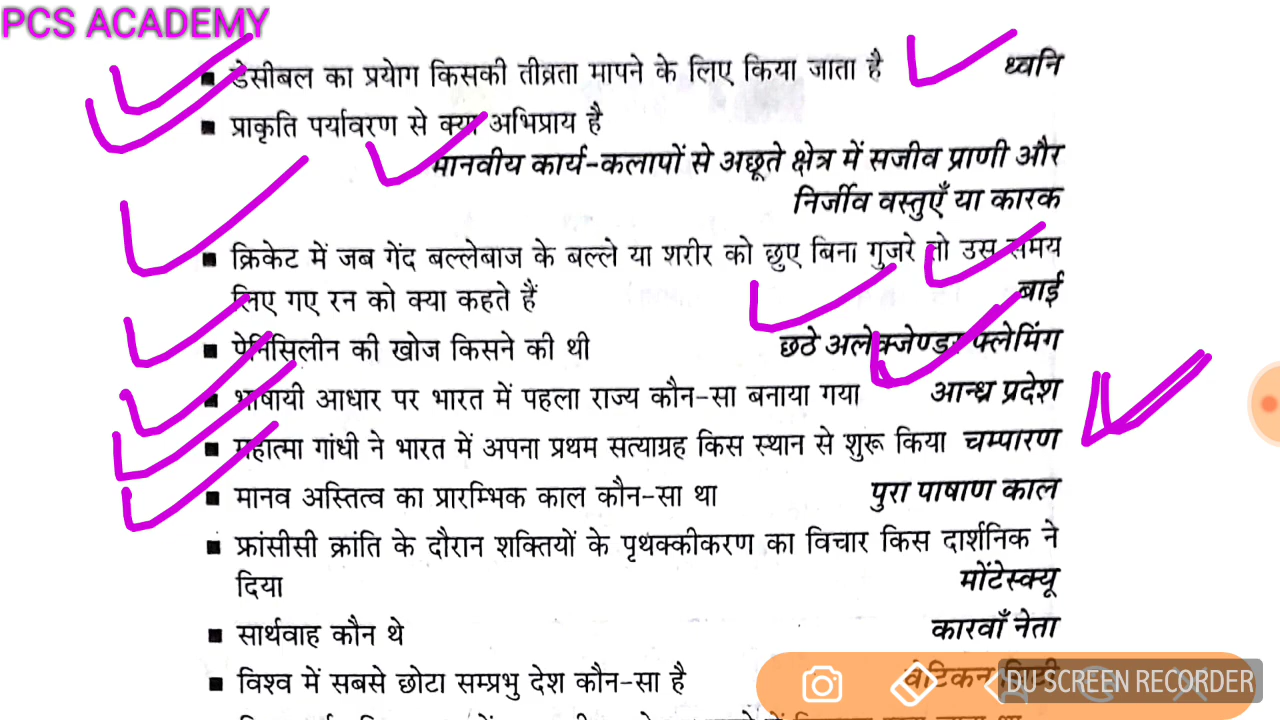 PCS ACADEMY
▪ डेसीबल का प्रयोग किसकी तीव्रता मापने के लिए किया जाता है ध्वनि
▪ प्राकृति पर्यावरण से क्या अभिप्राय है
मानवीय कार्य-कलापों से अछूते क्षेत्र में सजीव प्राणी और
निर्जीव वस्तुएँ या कारक
▪ क्रिकेट में जब गेंद बल्लेबाज के बल्ले या शरीर को छुए बिना गुजरे तो उस समय
लिए गए रन को क्या कहते हैं बाई
▪ पेनिसिलीन की खोज किसने की थी छठे अलेक्जेण्डर फ्लेमिंग
▪ भाषायी आधार पर भारत में पहला राज्य कौन-सा बनाया गया आन्ध्र प्रदेश
▪ महात्मा गांधी ने भारत में अपना प्रथम सत्याग्रह किस स्थान से शुरू किया चम्पारण
▪ मानव अस्तित्व का प्रारम्भिक काल कौन-सा था पुरा पाषाण काल
▪ फ्रांसीसी क्रांति के दौरान शक्तियों के पृथक्कीकरण का विचार किस दार्शनिक ने
दिया मोंटेस्क्यू
▪ सार्थवाह कौन थे कारवाँ नेता
▪ विश्व में सबसे छोटा सम्प्रभु देश कौन-सा है वेटिकन सिटी
DU SCREEN RECORDER